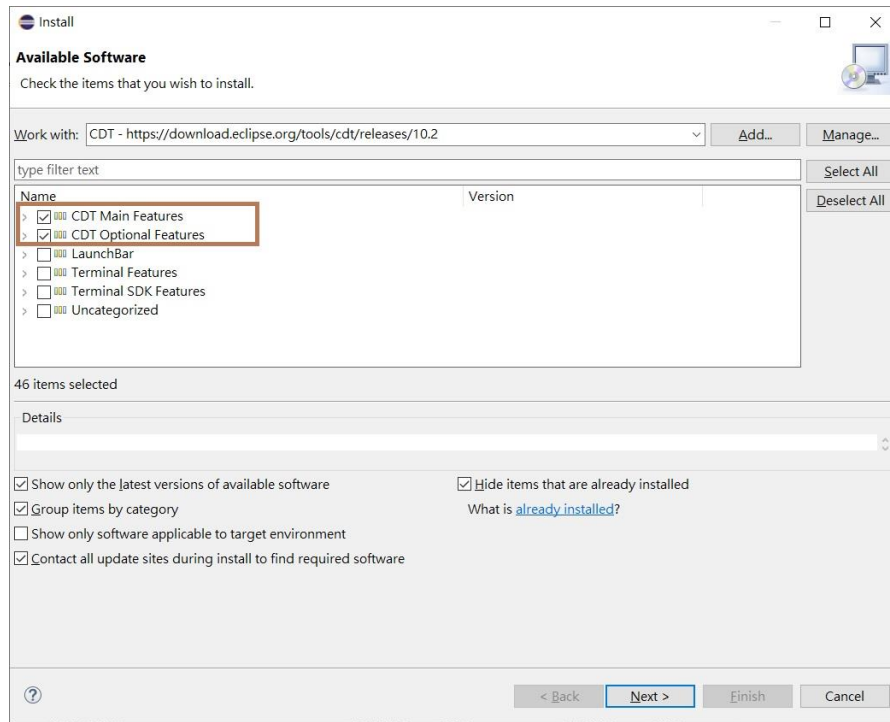 Install
Available Software
Check the items that you wish to install.
Work with: CDT - https://download.eclipse.org/tools/cdt/releases/10.2 Add... Manage...
type filter text Select All
Name Version Deselect All
CDT Main Features
CDT Optional Features
LaunchBar
Terminal Features
Terminal SDK Features
Uncategorized
46 items selected
Details
Show only the latest versions of available software Hide items that are already installed
Group items by category What is already installed?
Show only software applicable to target environment
Contact all update sites during install to find required software
? < Back Next > Finish Cancel